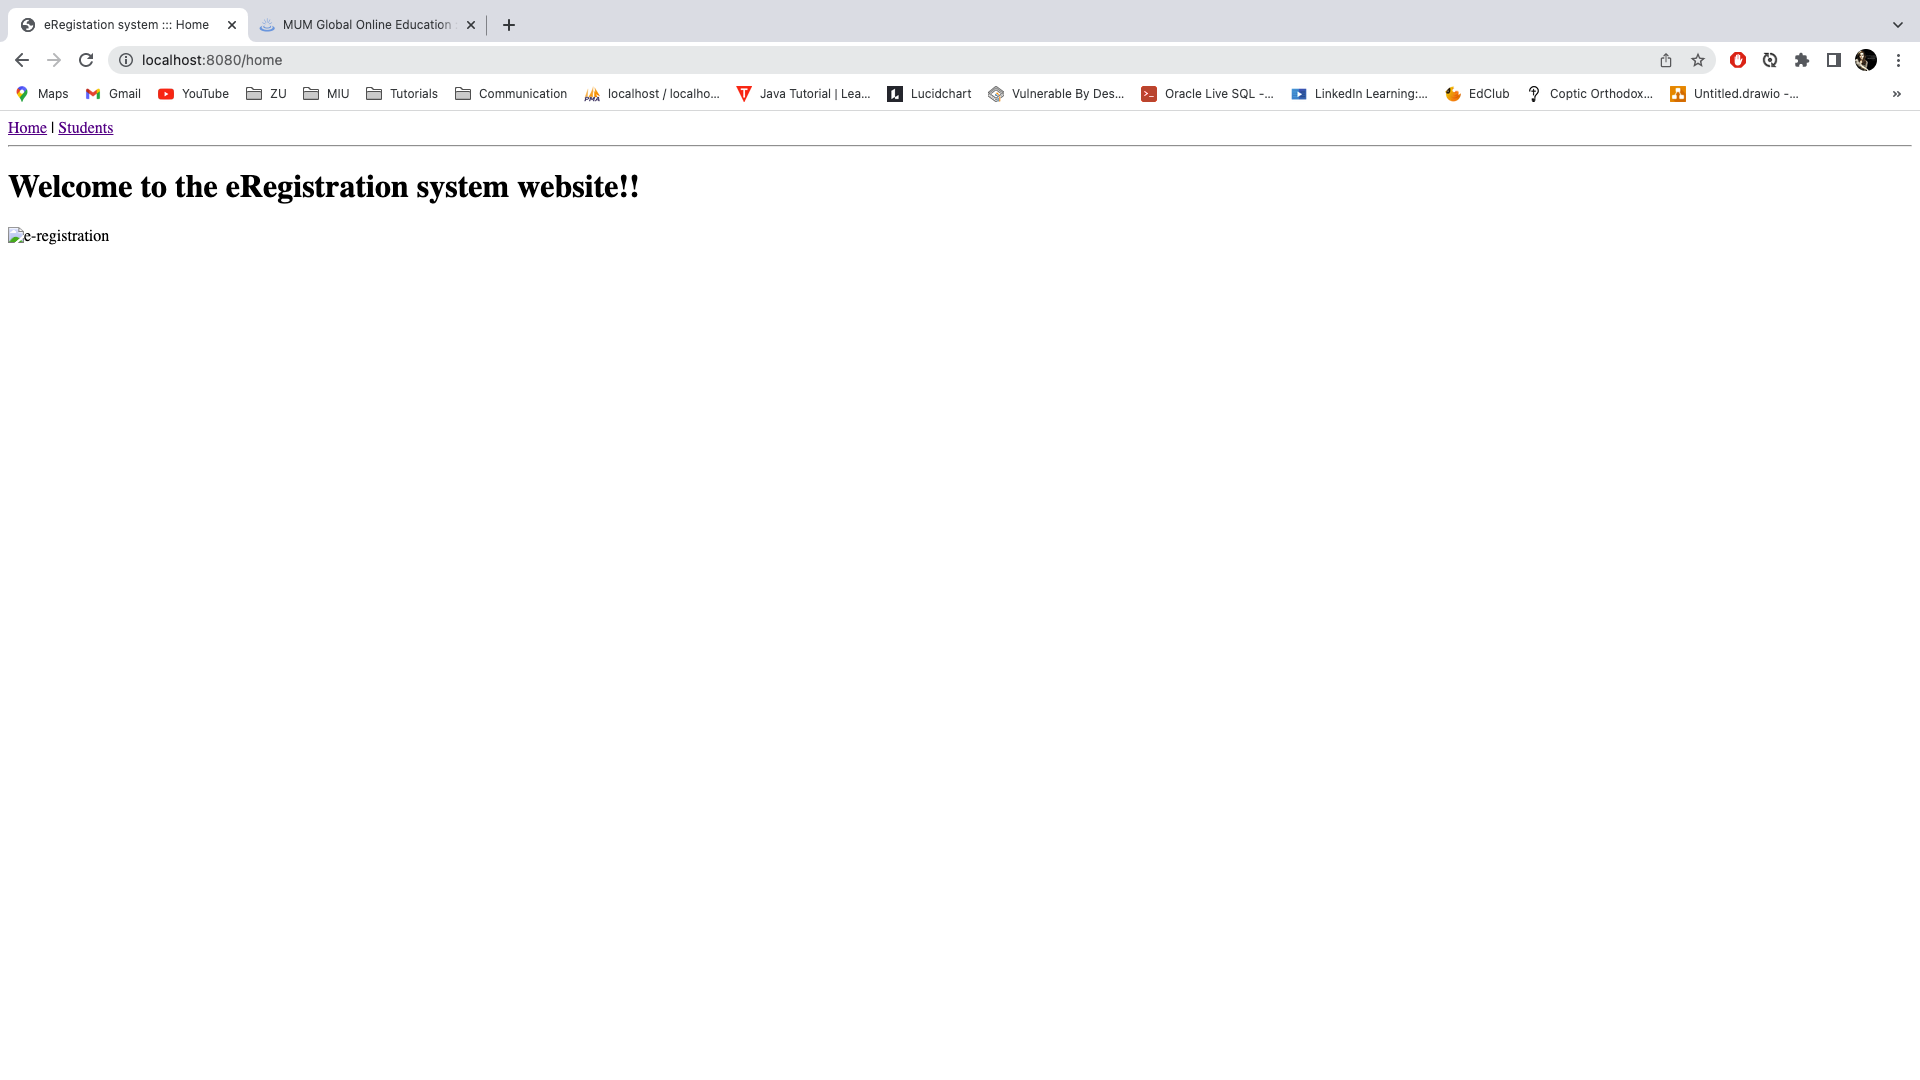 eRegistation system ::: Home
MUM Global Online Education
localhost:8080/home
Maps Gmail YouTube ZU MIU Tutorials Communication localhost / localho... Java Tutorial | Lea... Lucidchart Vulnerable By Des... Oracle Live SQL -... LinkedIn Learning:... EdClub Coptic Orthodox... Untitled.drawio -... »
Home | Students
Welcome to the eRegistration system website!!
e-registration